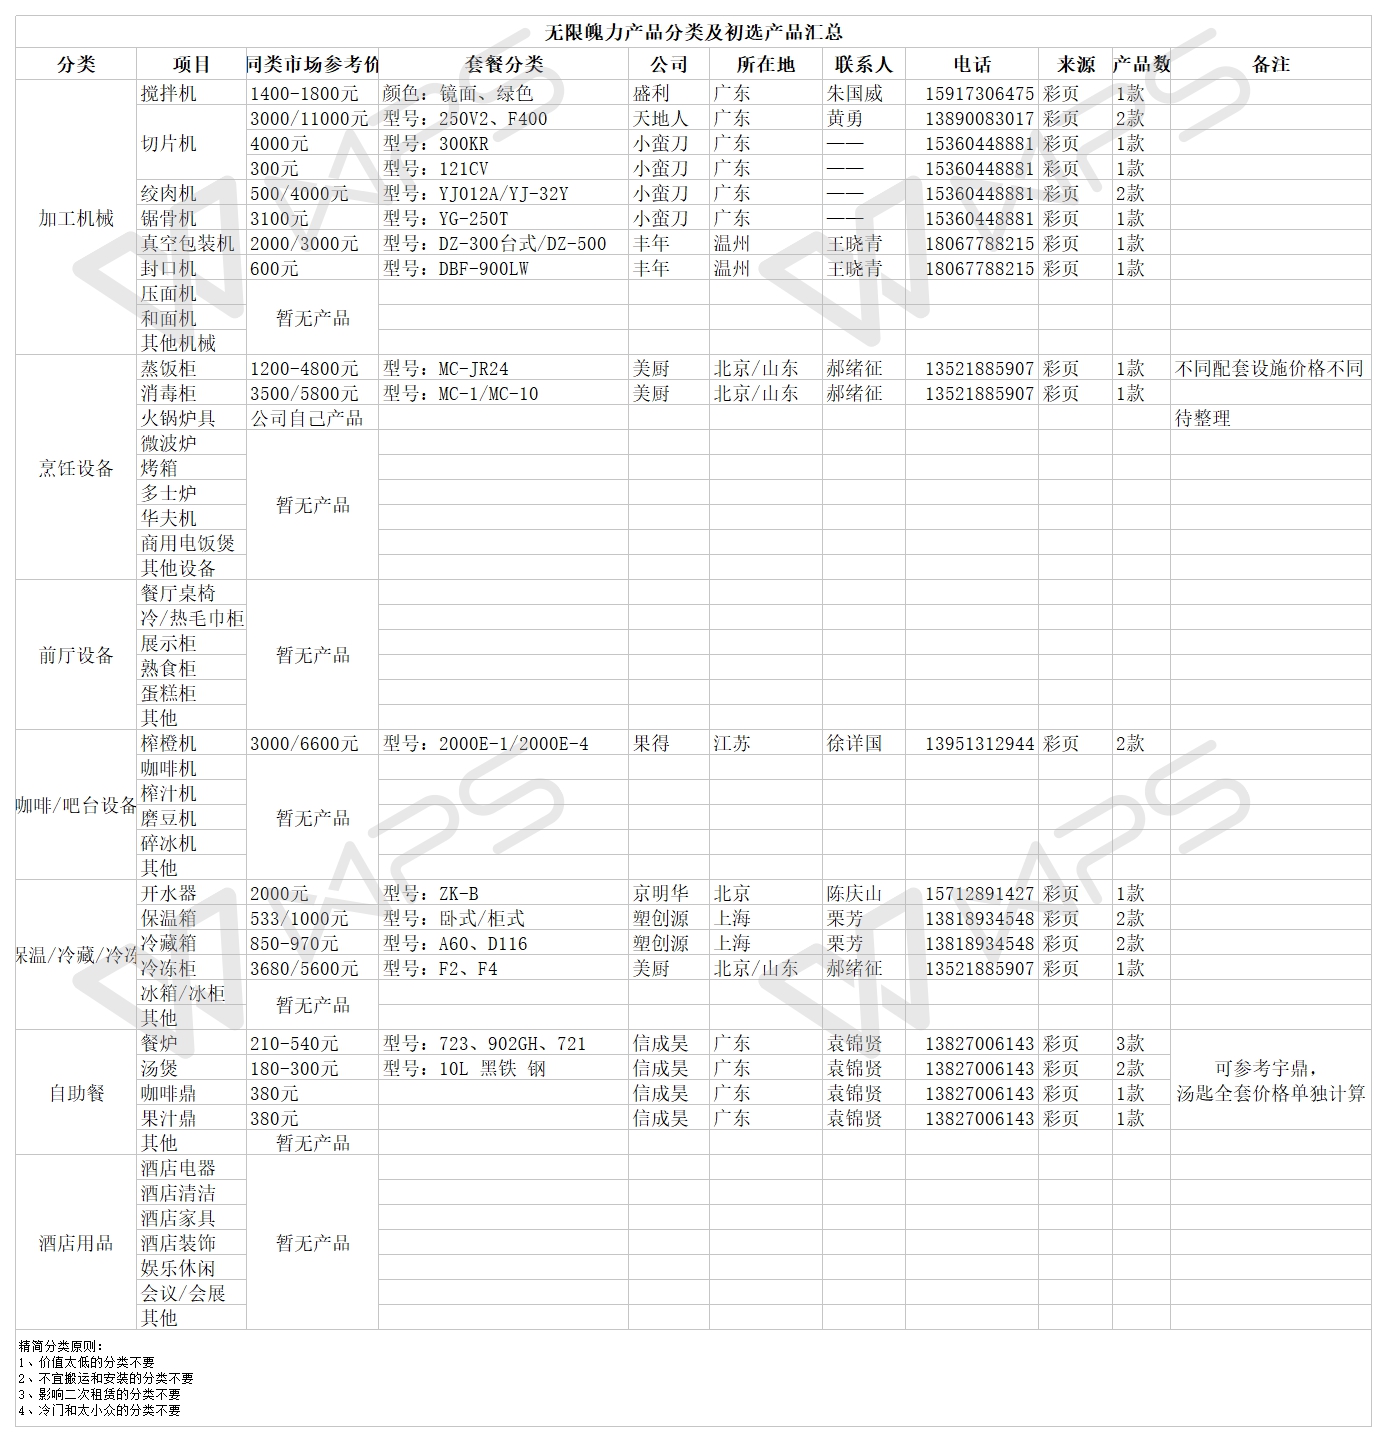 无限魄力产品分类及初选产品汇总
分类 项目 同类市场参考价 套餐分类 公司 所在地 联系人 电话 来源 产品数 备注
加工机械
搅拌机 1400-1800元 颜色：镜面、绿色 盛利 广东 朱国威 15917306475 彩页 1款
切片机 3000/11000元 型号：250V2、F400 天地人 广东 黄勇 13890083017 彩页 2款
4000元 型号：300KR 小蛮刀 广东 —— 15360448881 彩页 1款
300元 型号：121CV 小蛮刀 广东 —— 15360448881 彩页 1款
绞肉机 500/4000元 型号：YJ012A/YJ-32Y 小蛮刀 广东 —— 15360448881 彩页 2款
锯骨机 3100元 型号：YG-250T 小蛮刀 广东 —— 15360448881 彩页 1款
真空包装机 2000/3000元 型号：DZ-300台式/DZ-500 丰年 温州 王晓青 18067788215 彩页 1款
封口机 600元 型号：DBF-900LW 丰年 温州 王晓青 18067788215 彩页 1款
压面机
和面机 暂无产品
其他机械
烹饪设备
蒸饭柜 1200-4800元 型号：MC-JR24 美厨 北京/山东 郝绪征 13521885907 彩页 1款 不同配套设施价格不同
消毒柜 3500/5800元 型号：MC-1/MC-10 美厨 北京/山东 郝绪征 13521885907 彩页 1款
火锅炉具 公司自己产品 待整理
微波炉
烤箱
多士炉 暂无产品
华夫机
商用电饭煲
其他设备
前厅设备
餐厅桌椅
冷/热毛巾柜
展示柜 暂无产品
熟食柜
蛋糕柜
其他
咖啡/吧台设备
榨橙机 3000/6600元 型号：2000E-1/2000E-4 果得 江苏 徐详国 13951312944 彩页 2款
咖啡机
榨汁机
磨豆机 暂无产品
碎冰机
其他
保温/冷藏/冷冻
开水器 2000元 型号：ZK-B 京明华 北京 陈庆山 15712891427 彩页 1款
保温箱 533/1000元 型号：卧式/柜式 塑创源 上海 栗芳 13818934548 彩页 2款
冷藏箱 850-970元 型号：A60、D116 塑创源 上海 栗芳 13818934548 彩页 2款
冷冻柜 3680/5600元 型号：F2、F4 美厨 北京/山东 郝绪征 13521885907 彩页 1款
冰箱/冰柜 暂无产品
其他
自助餐
餐炉 210-540元 型号：723、902GH、721 信成昊 广东 袁锦贤 13827006143 彩页 3款
汤煲 180-300元 型号：10L 黑铁 钢 信成昊 广东 袁锦贤 13827006143 彩页 2款 可参考宇鼎，
咖啡鼎 380元 信成昊 广东 袁锦贤 13827006143 彩页 1款 汤匙全套价格单独计算
果汁鼎 380元 信成昊 广东 袁锦贤 13827006143 彩页 1款
其他 暂无产品
酒店用品
酒店电器
酒店清洁
酒店家具
酒店装饰 暂无产品
娱乐休闲
会议/会展
其他
精简分类原则：
1、价值太低的分类不要
2、不宜搬运和安装的分类不要
3、影响二次租赁的分类不要
4、冷门和太小众的分类不要
WPS
WPS
WPS
WPS